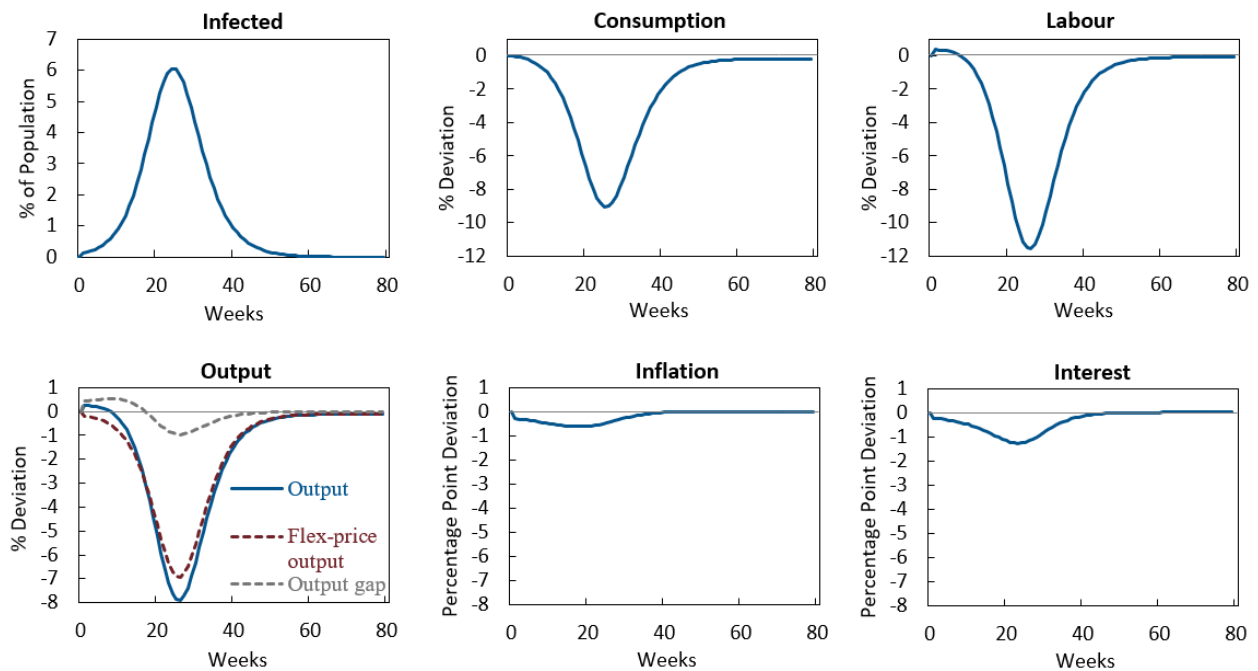 Infected
% of Population
7
6
5
4
3
2
1
0
0 20 40 60 80
Weeks
Consumption
% Deviation
0
-2
-4
-6
-8
-10
-12
0 20 40 60 80
Weeks
Labour
% Deviation
0
-2
-4
-6
-8
-10
-12
0 20 40 60 80
Weeks
Output
% Deviation
1
0
-1
-2
-3
-4
-5
-6
-7
-8
Output
Flex-price
output
Output gap
0 20 40 60 80
Weeks
Inflation
Percentage Point Deviation
1
0
-1
-2
-3
-4
-5
-6
-7
-8
0 20 40 60 80
Weeks
Interest
Percentage Point Deviation
1
0
-1
-2
-3
-4
-5
-6
-7
-8
0 20 40 60 80
Weeks